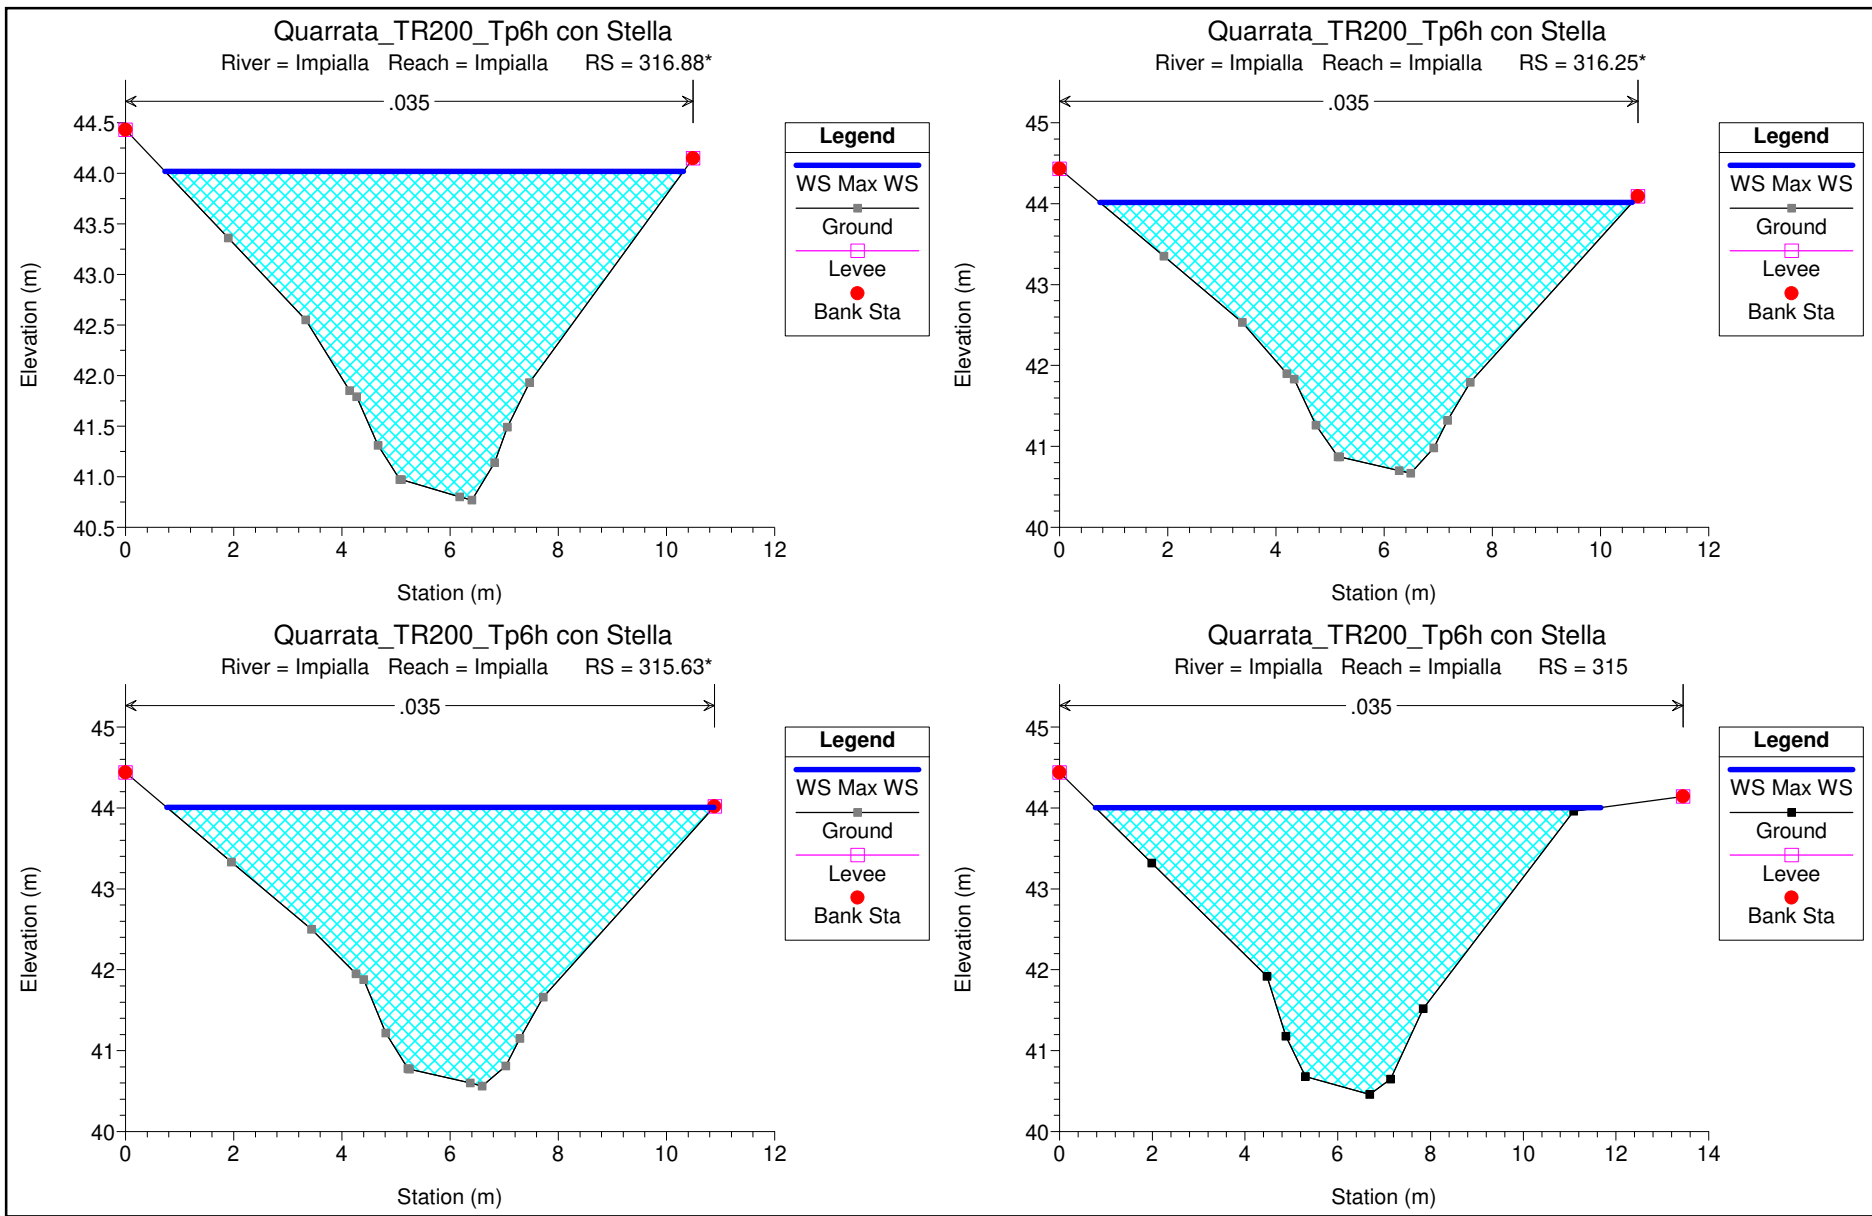 Quarrata_TR200_Tp6h con Stella
River = Impialla Reach = Impialla RS = 316.88*
.035
44.5
44.0
43.5
43.0
42.5
42.0
41.5
41.0
40.5
Elevation (m)
0 2 4 6 8 10 12
Station (m)
Legend
WS Max WS
Ground
Levee
Bank Sta
Quarrata_TR200_Tp6h con Stella
River = Impialla Reach = Impialla RS = 316.25*
.035
45
44
43
42
41
40
Elevation (m)
0 2 4 6 8 10 12
Station (m)
Legend
WS Max WS
Ground
Levee
Bank Sta
Quarrata_TR200_Tp6h con Stella
River = Impialla Reach = Impialla RS = 315.63*
.035
45
44
43
42
41
40
Elevation (m)
0 2 4 6 8 10 12
Station (m)
Legend
WS Max WS
Ground
Levee
Bank Sta
Quarrata_TR200_Tp6h con Stella
River = Impialla Reach = Impialla RS = 315
.035
45
44
43
42
41
40
Elevation (m)
0 2 4 6 8 10 12 14
Station (m)
Legend
WS Max WS
Ground
Levee
Bank Sta